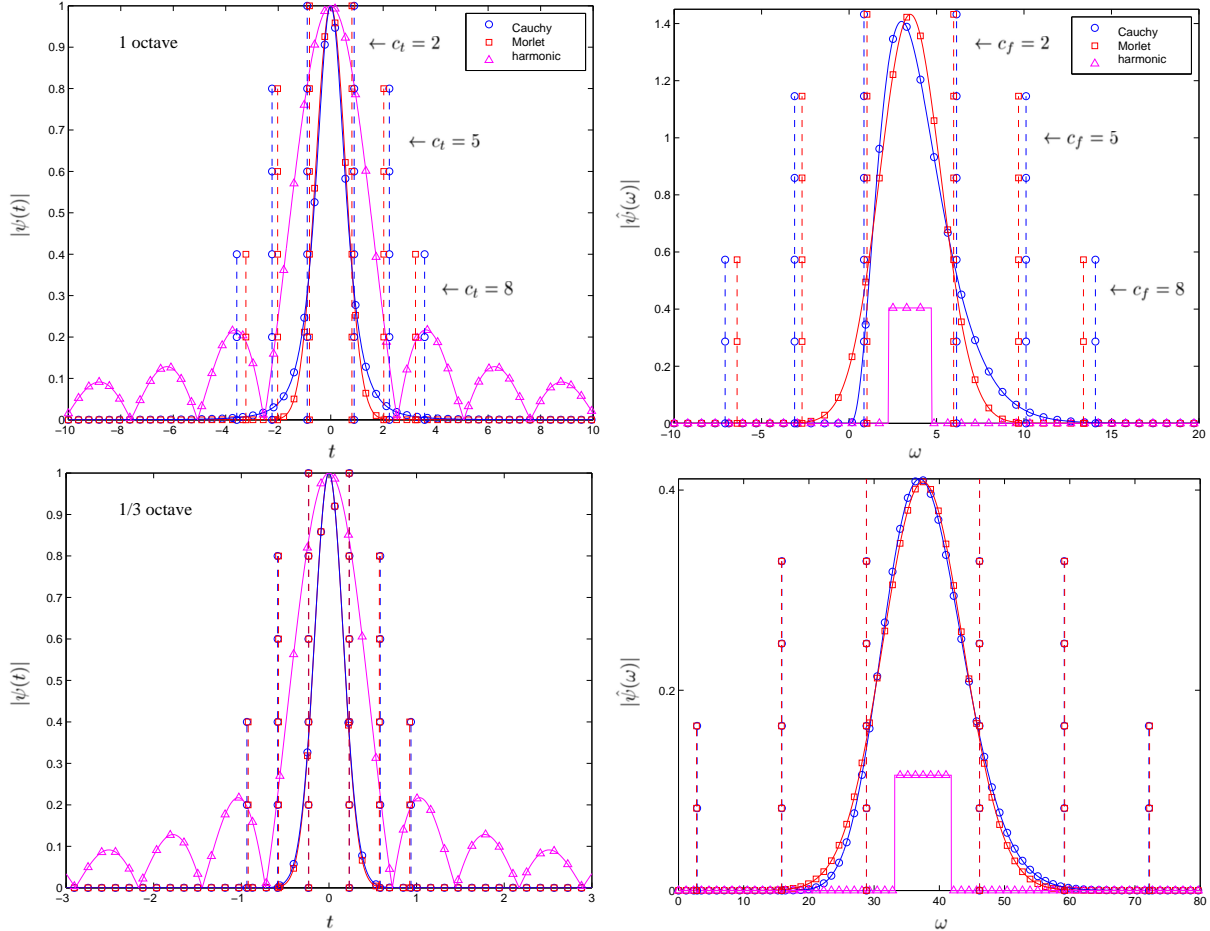 1 octave
Cauchy
Morlet
harmonic
← c_t = 2
← c_t = 5
← c_t = 8
|ψ(t)|
1
0.9
0.8
0.7
0.6
0.5
0.4
0.3
0.2
0.1
0
−10 −8 −6 −4 −2 0 2 4 6 8 10
t
Cauchy
Morlet
harmonic
← c_f = 2
← c_f = 5
← c_f = 8
|ψ̂(ω)|
1.4
1.2
1
0.8
0.6
0.4
0.2
0
−10 −5 0 5 10 15 20
ω
1/3 octave
|ψ(t)|
1
0.9
0.8
0.7
0.6
0.5
0.4
0.3
0.2
0.1
0
−3 −2 −1 0 1 2 3
t
|ψ̂(ω)|
0.4
0.2
0
0 10 20 30 40 50 60 70 80
ω